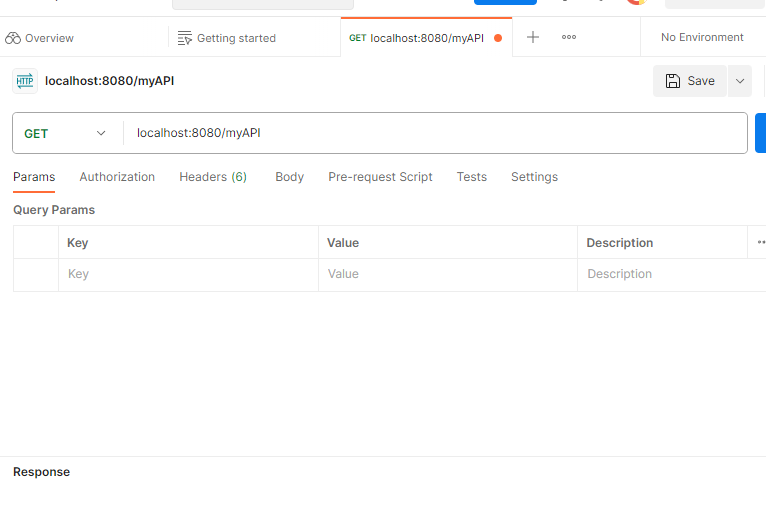 Overview
Getting started
GET localhost:8080/myAPI
No Environment
HTTP localhost:8080/myAPI
Save
GET localhost:8080/myAPI
Params Authorization Headers (6) Body Pre-request Script Tests Settings
Query Params
Key Value Description
Key Value Description
Response